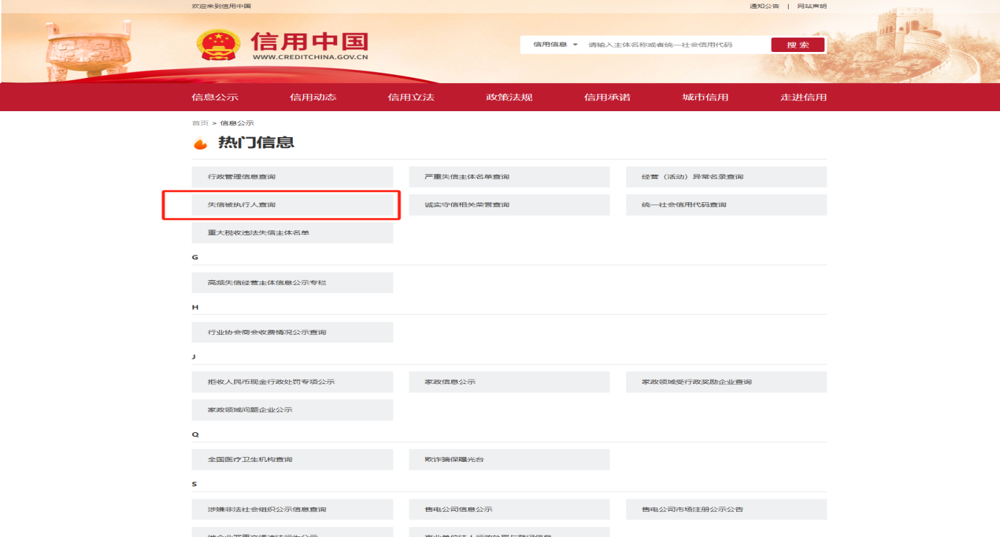 欢迎来到信用中国
通知公告 | 网站声明
信用中国
WWW.CREDITCHINA.GOV.CN
信用信息 请输入主体名称或者统一社会信用代码 搜索
信息公示 信用动态 信用立法 政策法规 信用承诺 城市信用 走进信用
首页 > 信息公示
热门信息
行政管理信息查询 严重失信主体名单查询 经营（活动）异常名录查询
失信被执行人查询 诚实守信相关荣誉查询 统一社会信用代码查询
重大税收违法失信主体名单
G
高频失信经营主体信息公示专栏
H
行业协会商会收费情况公示查询
J
拒收人民币现金行政处罚专项公示 家政信息公示 家政领域受行政奖励企业查询
家政领域问题企业公示
Q
全国医疗卫生机构查询 欺诈骗保曝光台
S
涉嫌非法社会组织公示信息查询 售电公司信息公示 售电公司市场注册公示公告